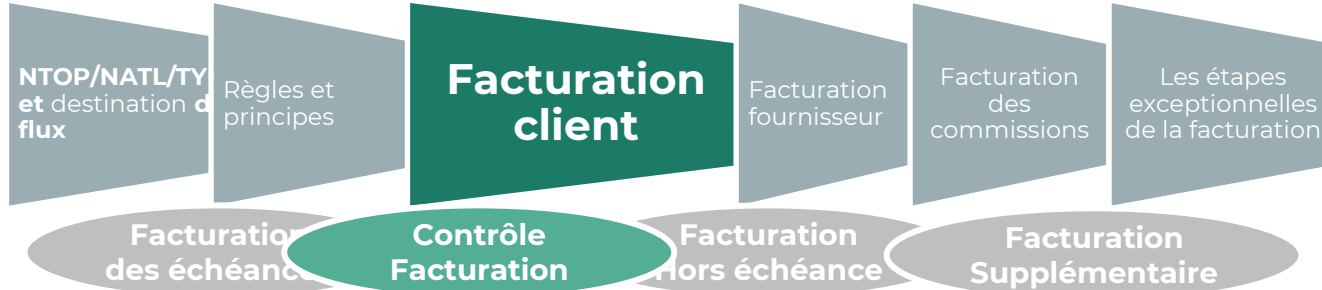 NTOP/NATL/TY
et destination d
flux
Règles et
principes
Facturation
client
Facturation
fournisseur
Facturation
des
commissions
Les étapes
exceptionnelles
de la facturation
Facturation
des échéanc
Contrôle
Facturation
Facturation
Hors échéance
Facturation
Supplémentaire